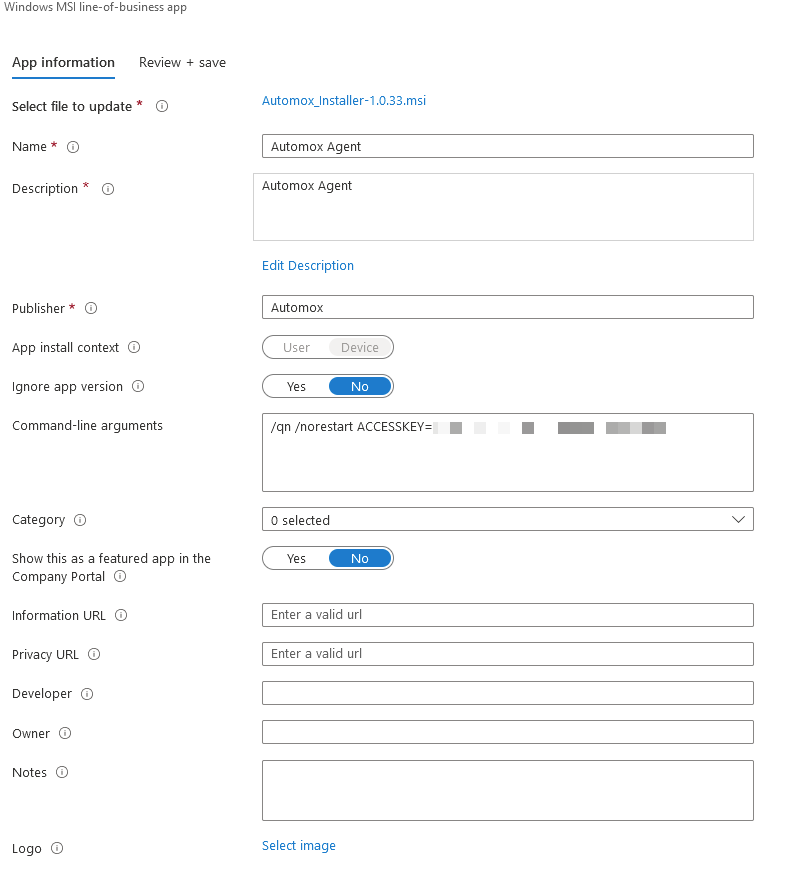 Windows MSI line-of-business app
App information Review + save
Select file to update * Automox_Installer-1.0.33.msi
Name * Automox Agent
Description * Automox Agent
Edit Description
Publisher * Automox
App install context User Device
Ignore app version Yes No
Command-line arguments /qn /norestart ACCESSKEY=
Category 0 selected
Show this as a featured app in the Yes No
Company Portal
Information URL Enter a valid url
Privacy URL Enter a valid url
Developer
Owner
Notes
Logo Select image